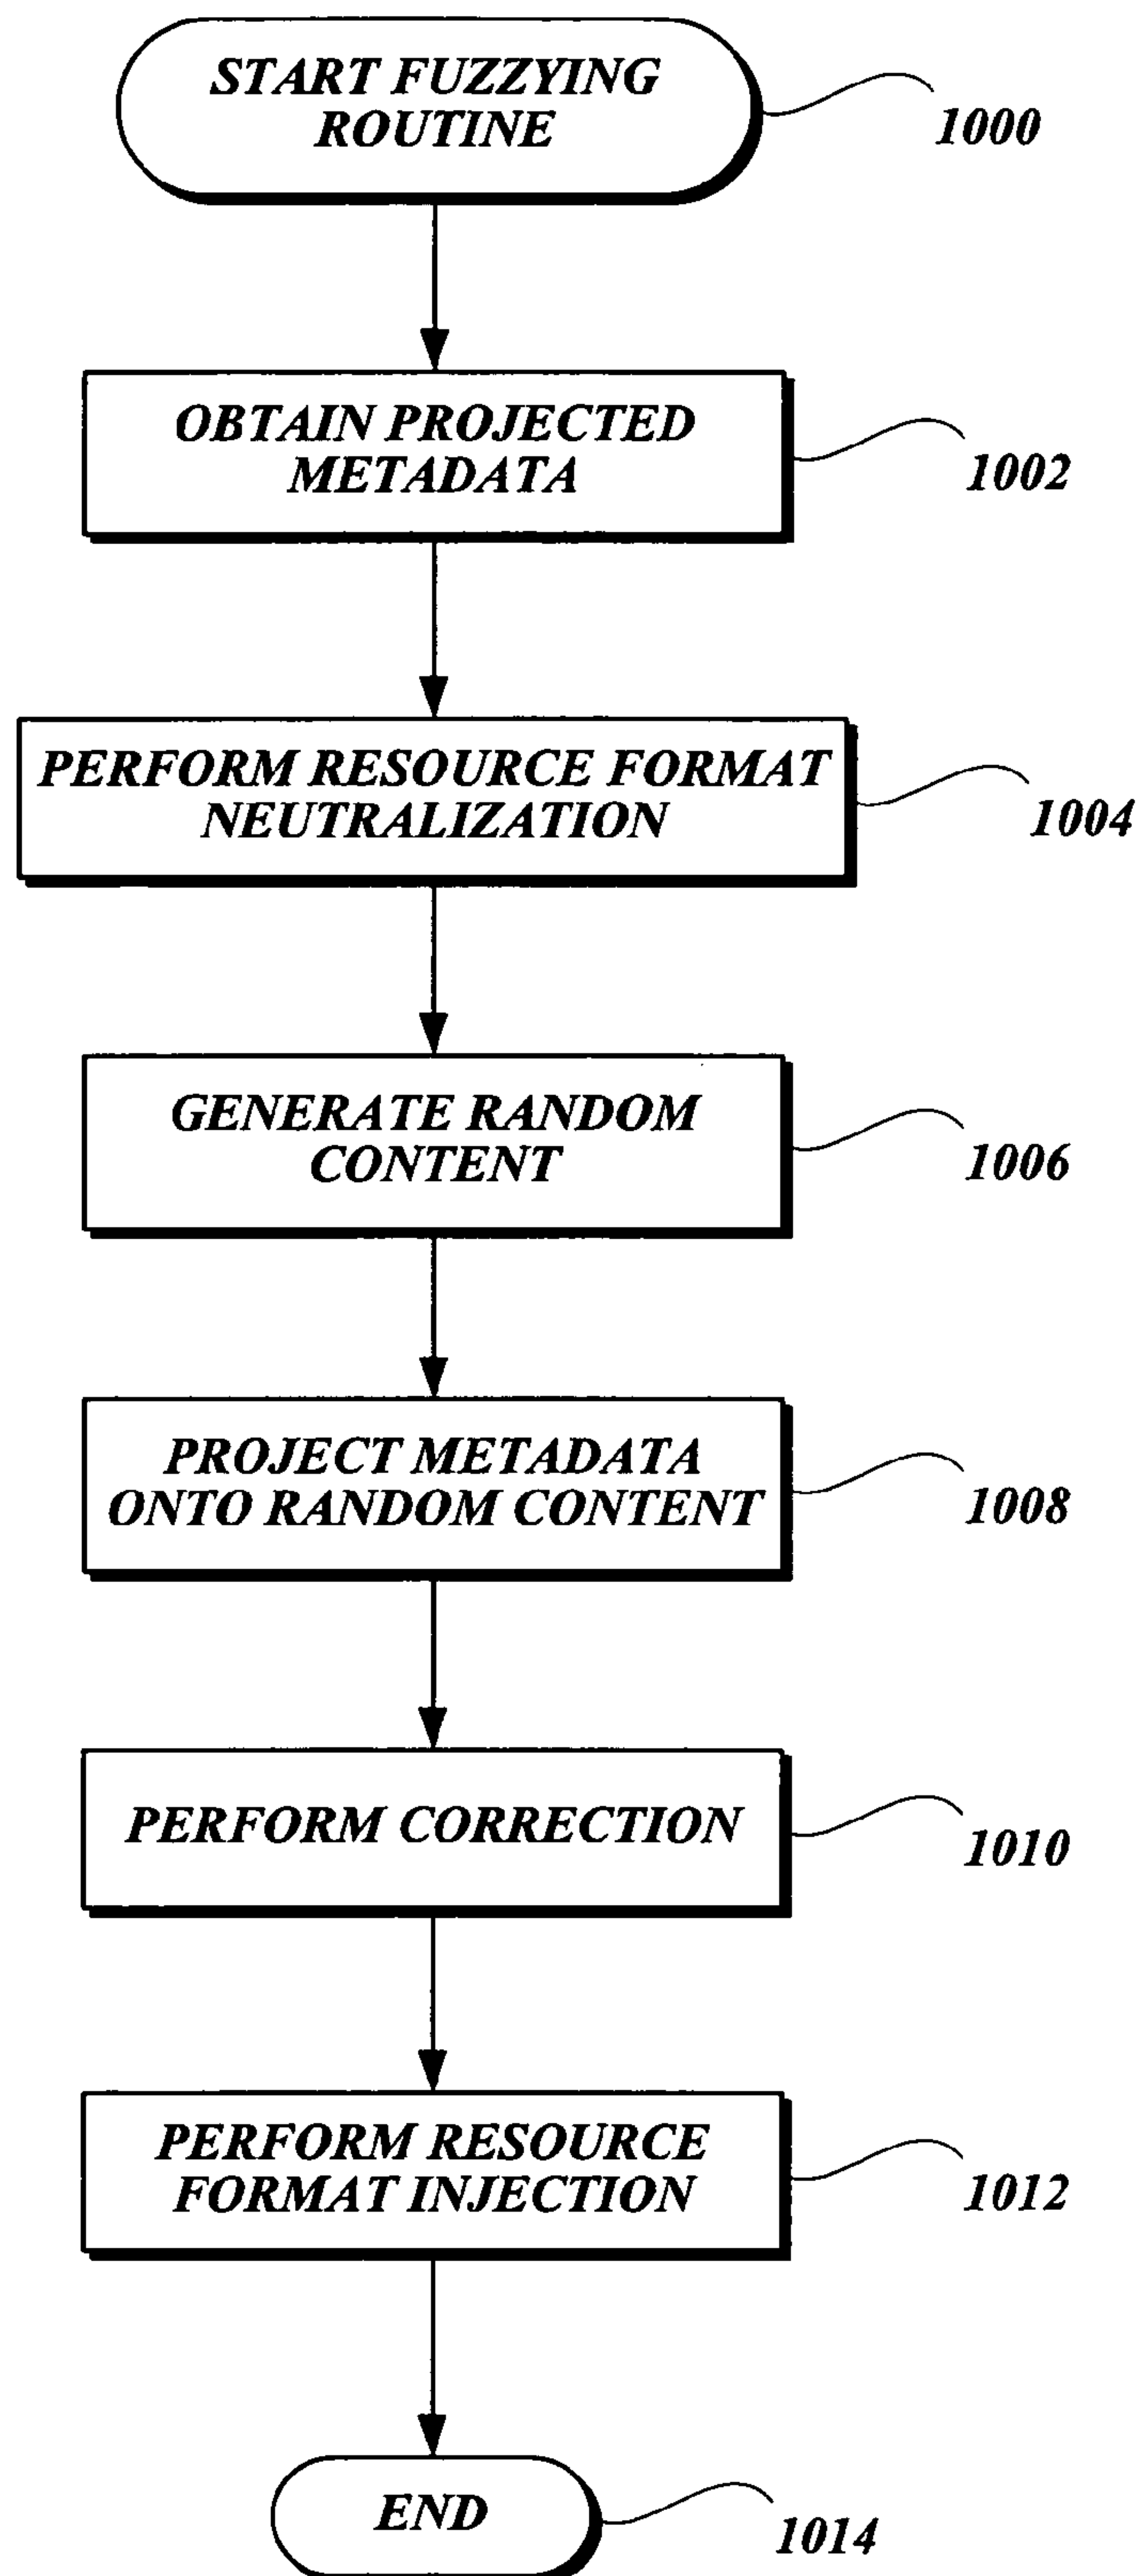 START FUZZYING
ROUTINE
1000
OBTAIN PROJECTED
METADATA
1002
PERFORM RESOURCE FORMAT
NEUTRALIZATION
1004
GENERATE RANDOM
CONTENT
1006
PROJECT METADATA
ONTO RANDOM CONTENT
1008
PERFORM CORRECTION
1010
PERFORM RESOURCE
FORMAT INJECTION
1012
END
1014